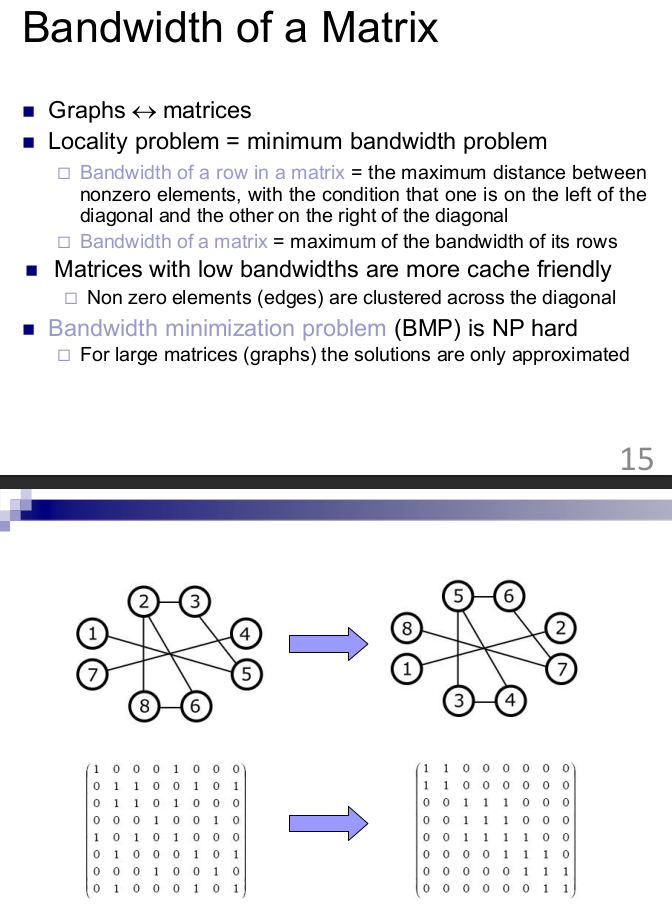 Bandwidth of a Matrix
Graphs ↔ matrices
Locality problem = minimum bandwidth problem
Bandwidth of a row in a matrix = the maximum distance between
nonzero elements, with the condition that one is on the left of the
diagonal and the other on the right of the diagonal
Bandwidth of a matrix = maximum of the bandwidth of its rows
Matrices with low bandwidths are more cache friendly
Non zero elements (edges) are clustered across the diagonal
Bandwidth minimization problem (BMP) is NP hard
For large matrices (graphs) the solutions are only approximated
15
2 3
1 4
7 5
8 6
5 6
8 2
1 7
3 4
1 0 0 0 1 0 0 0
0 1 1 0 0 1 0 1
0 1 1 0 1 0 0 0
0 0 0 1 0 0 1 0
1 0 1 0 1 0 0 0
0 1 0 0 0 1 0 1
0 0 0 1 0 0 1 0
0 1 0 0 0 1 0 1
1 1 0 0 0 0 0 0
1 1 0 0 0 0 0 0
0 0 1 1 1 0 0 0
0 0 1 1 1 0 0 0
0 0 1 1 1 1 0 0
0 0 0 0 1 1 1 0
0 0 0 0 0 1 1 1
0 0 0 0 0 0 1 1